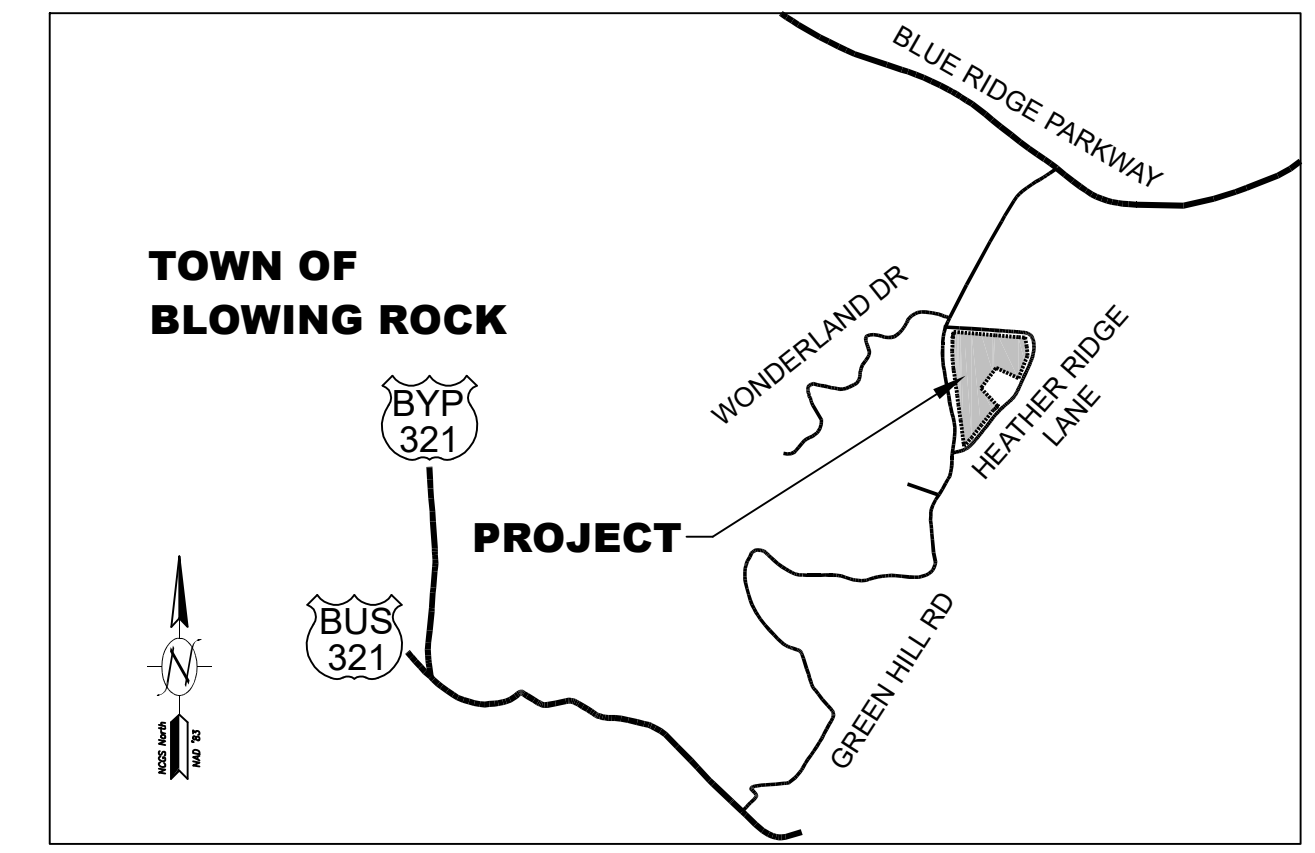 BLUE RIDGE PARKWAY
TOWN OF
BLOWING ROCK
WONDERLAND DR
HEATHER RIDGE
LANE
BYP
321
PROJECT
BUS
321
GREEN HILL RD
N
NCGS North
NAD '83